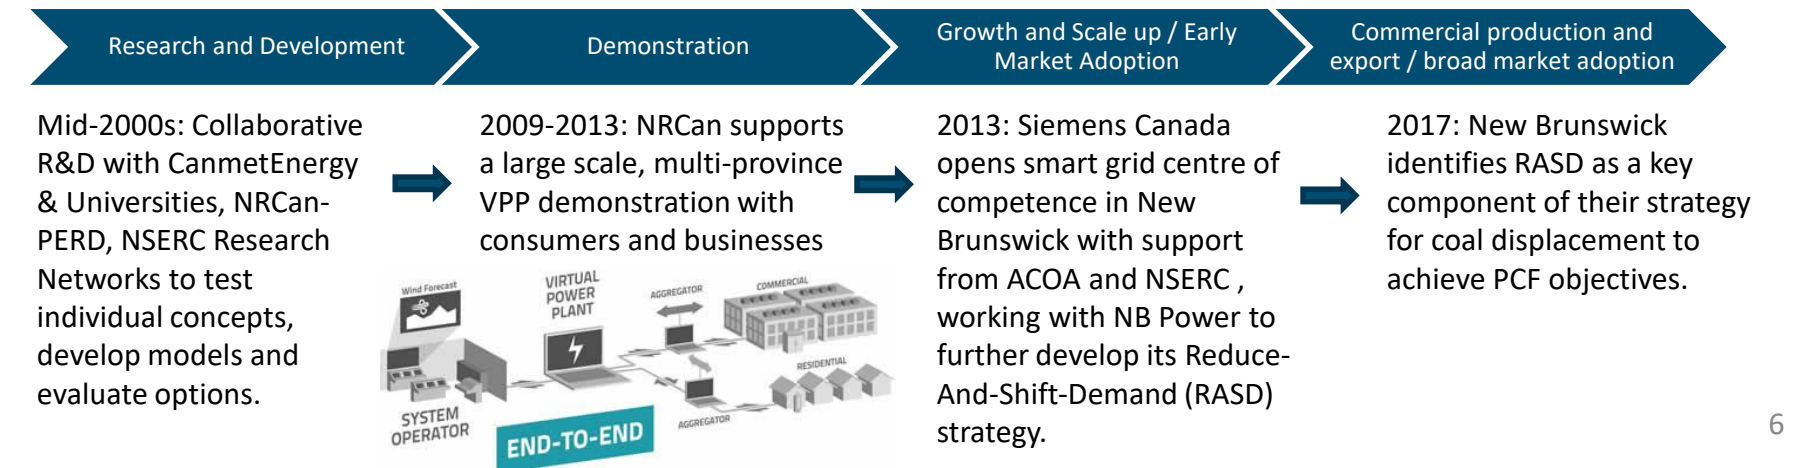 Research and Development
Demonstration
Growth and Scale up / Early
Market Adoption
Commercial production and
export / broad market adoption
Mid-2000s: Collaborative
R&D with CanmetEnergy
& Universities, NRCan-
PERD, NSERC Research
Networks to test
individual concepts,
develop models and
evaluate options.
2009-2013: NRCan supports
a large scale, multi-province
VPP demonstration with
consumers and businesses
Wind Forecast
VIRTUAL
POWER
PLANT
AGGREGATOR
COMMERCIAL
RESIDENTIAL
SYSTEM
OPERATOR
AGGREGATOR
END-TO-END
2013: Siemens Canada
opens smart grid centre of
competence in New
Brunswick with support
from ACOA and NSERC ,
working with NB Power to
further develop its Reduce-
And-Shift-Demand (RASD)
strategy.
2017: New Brunswick
identifies RASD as a key
component of their strategy
for coal displacement to
achieve PCF objectives.
6